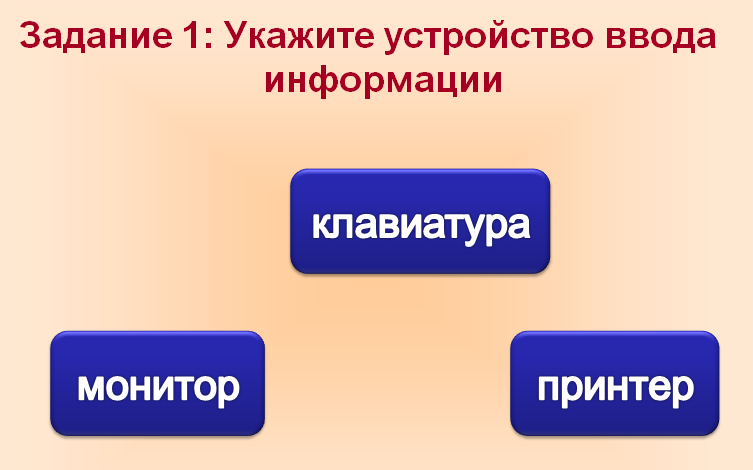 Задание 1: Укажите устройство ввода
информации
клавиатура
монитор
принтер